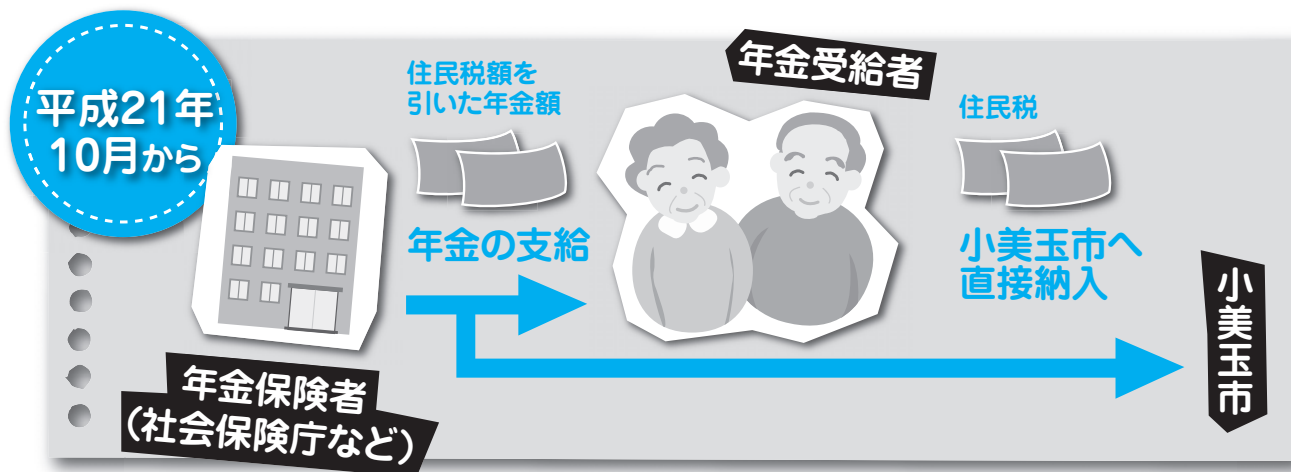 平成21年
10月から
住民税額を
引いた年金額
年金の支給
年金受給者
住民税
小美玉市へ
直接納入
小美玉市
年金保険者
（社会保険庁など）